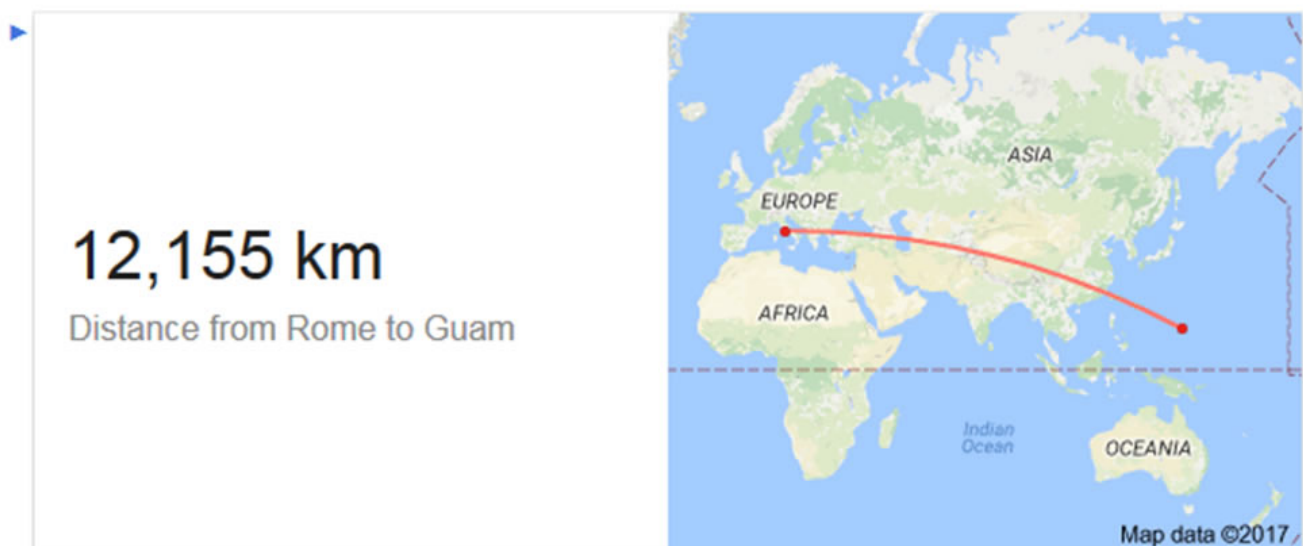 12,155 km
Distance from Rome to Guam
ASIA
EUROPE
AFRICA
Indian
Ocean
OCEANIA
Map data ©2017